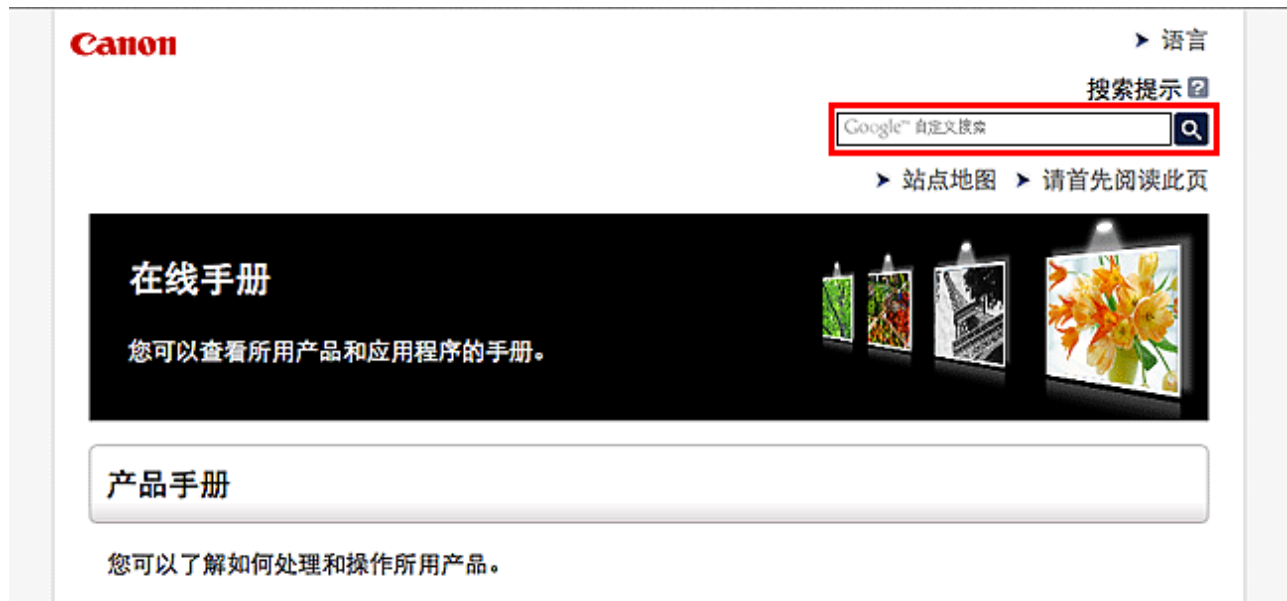 Canon
语言
搜索提示 ?
Google™ 自定义搜索
站点地图 请首先阅读此页
在线手册
您可以查看所用产品和应用程序的手册。
产品手册
您可以了解如何处理和操作所用产品。